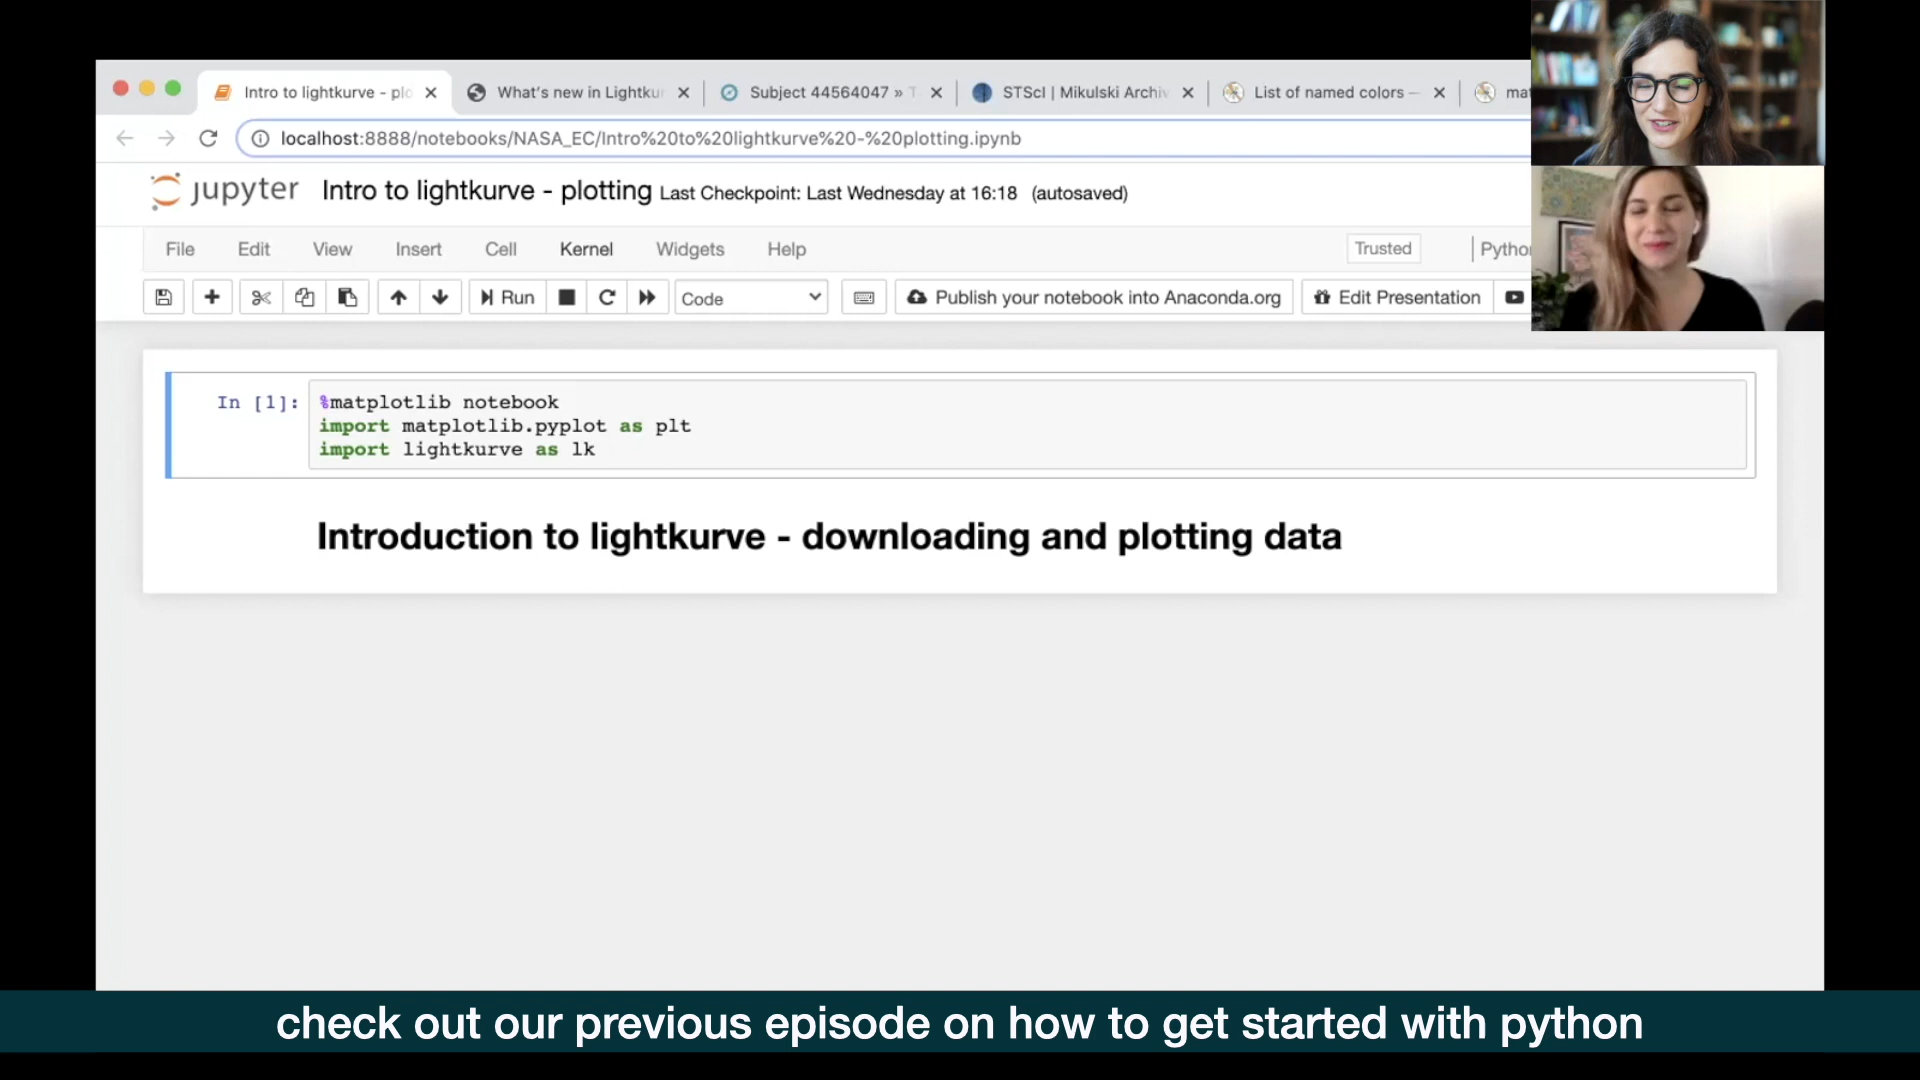 Intro to lightkurve - plo
What's new in Lightku
Subject 44564047 » T
STScI | Mikulski Archiv
List of named colors –
mat
localhost:8888/notebooks/NASA_EC/Intro%20to%20lightkurve%20-%20plotting.ipynb
jupyter Intro to lightkurve - plotting Last Checkpoint: Last Wednesday at 16:18 (autosaved)
File Edit View Insert Cell Kernel Widgets Help Trusted Python
Run Code Publish your notebook into Anaconda.org Edit Presentation
In [1]: %matplotlib notebook
import matplotlib.pyplot as plt
import lightkurve as lk
Introduction to lightkurve - downloading and plotting data
check out our previous episode on how to get started with python